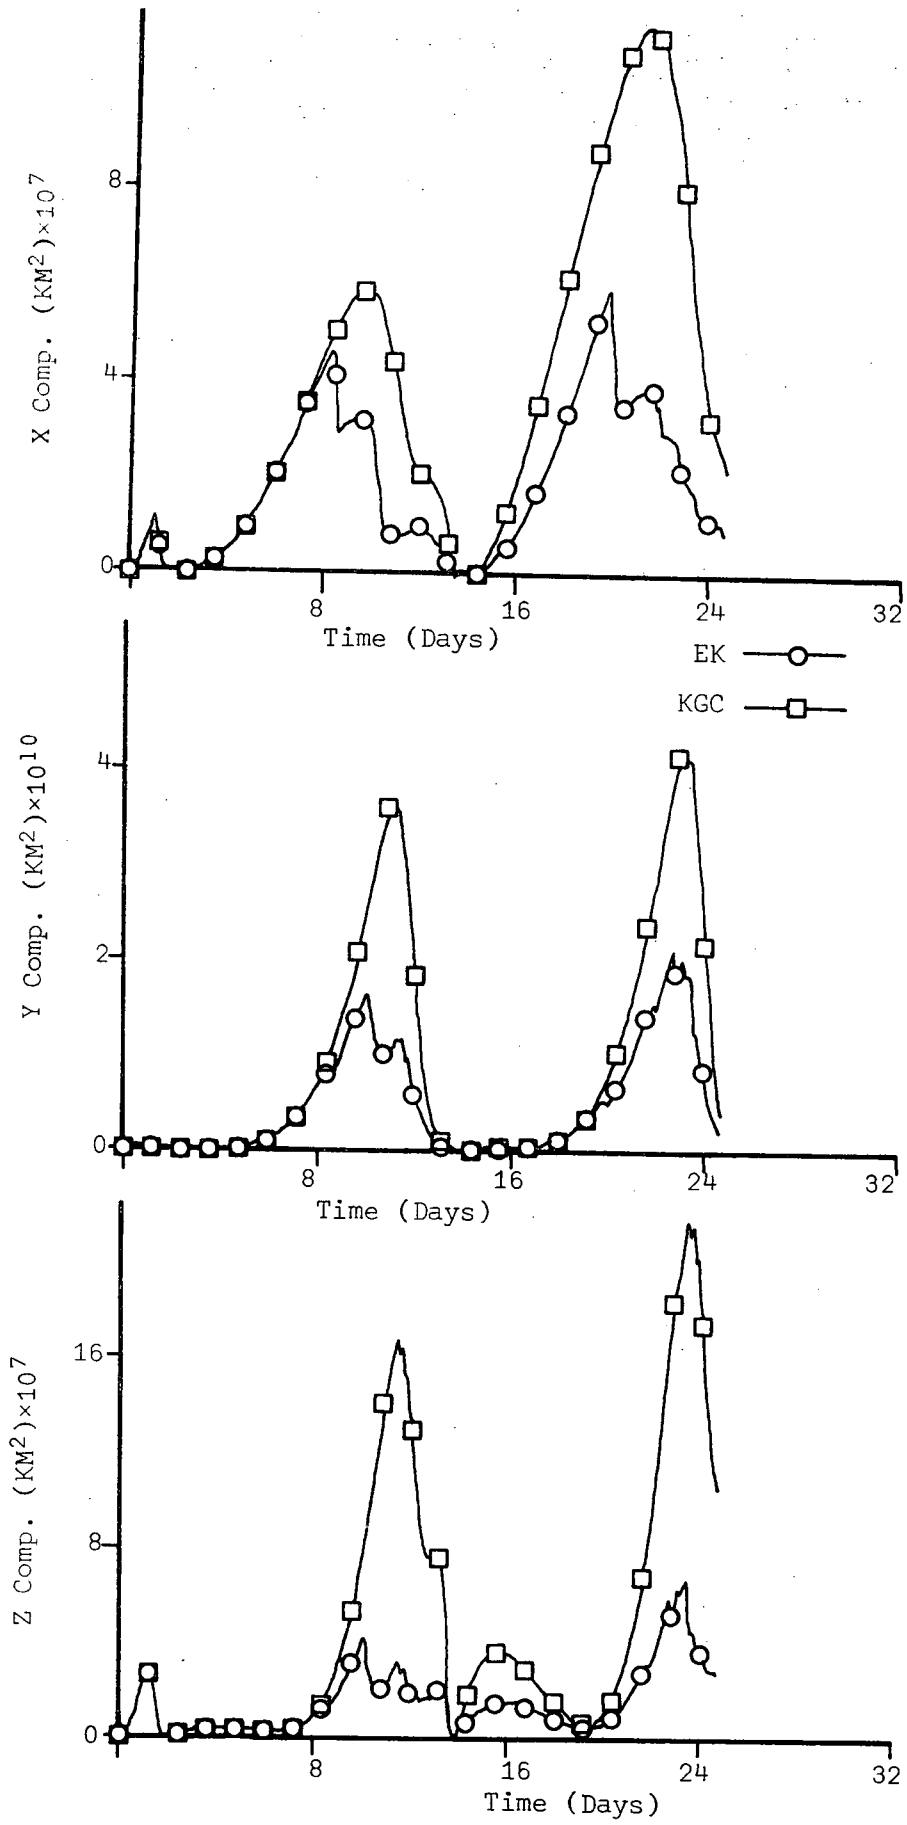 X Comp. (KM²)×10⁷
8
4
0
8 16 24 32
Time (Days)
EK
KGC
Y Comp. (KM²)×10¹⁰
4
2
0
8 16 24 32
Time (Days)
Z Comp. (KM²)×10⁷
16
8
0
8 16 24 32
Time (Days)